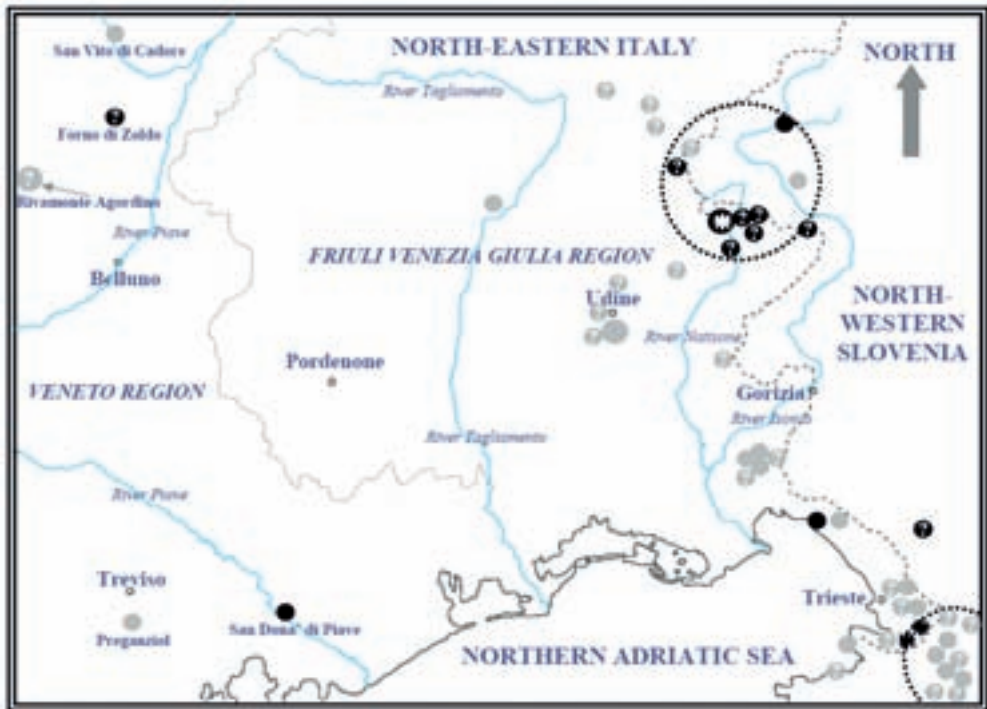 San Vito di Cadore
NORTH-EASTERN ITALY
NORTH
River Tagliamento
?
Forno di Zoldo
?
Rivamonte Agordino
River Piave
Belluno
FRIULI VENEZIA GIULIA REGION
Udine
River Natisone
NORTH-
WESTERN
SLOVENIA
Pordenone
VENETO REGION
Gorizia
River Isonzo
River Tagliamento
River Piave
Treviso
Preganziol
San Dona' di Piave
Trieste
NORTHERN ADRIATIC SEA